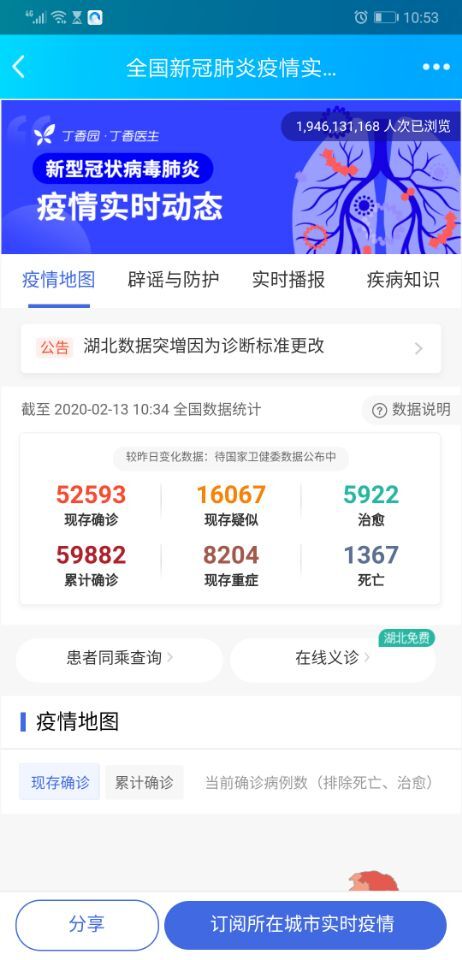 10:53
全国新冠肺炎疫情实...
丁香园·丁香医生
1,946,131,168 人次已浏览
新型冠状病毒肺炎
疫情实时动态
疫情地图 辟谣与防护 实时播报 疾病知识
公告 湖北数据突增因为诊断标准更改
截至 2020-02-13 10:34 全国数据统计 ? 数据说明
较昨日变化数据：待国家卫健委数据公布中
52593 16067 5922
现存确诊 现存疑似 治愈
59882 8204 1367
累计确诊 现存重症 死亡
湖北免费
患者同乘查询 在线义诊
疫情地图
现存确诊 累计确诊 当前确诊病例数（排除死亡、治愈）
分享 订阅所在城市实时疫情